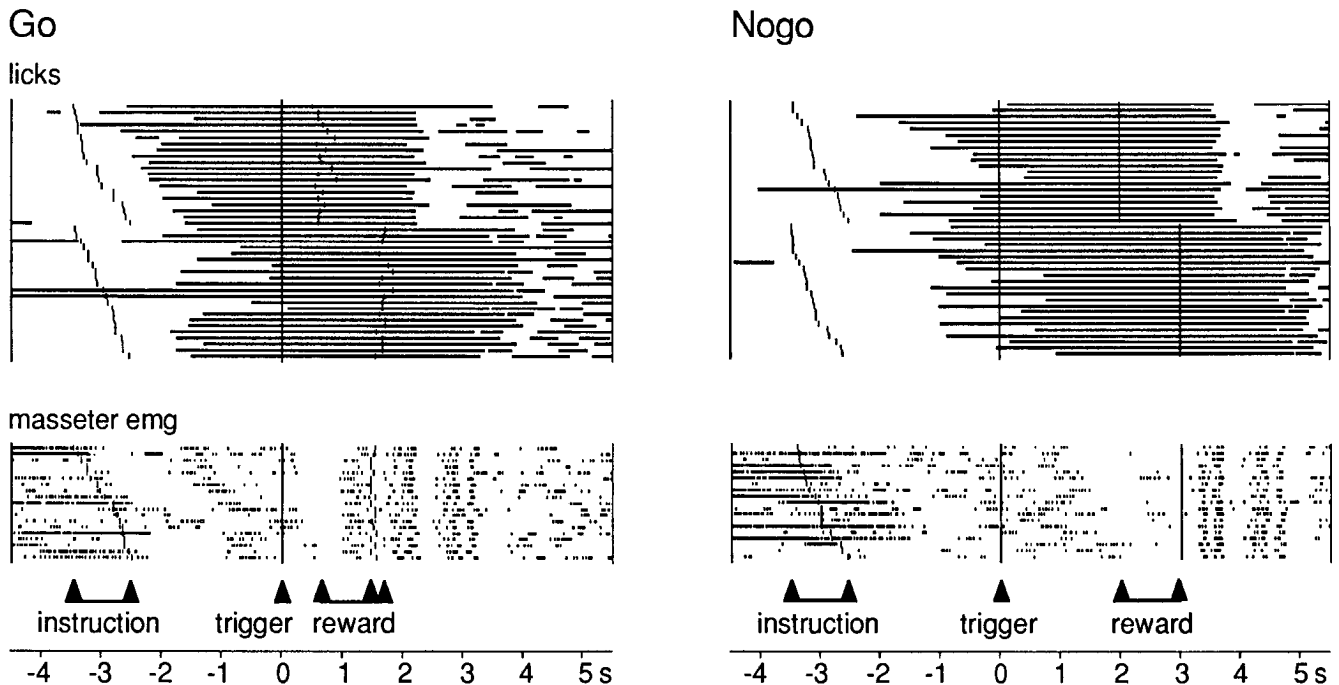 Go
Nogo
licks
masseter emg
instruction trigger reward
instruction trigger reward
-4 -3 -2 -1 0 1 2 3 4 5 s
-4 -3 -2 -1 0 1 2 3 4 5 s